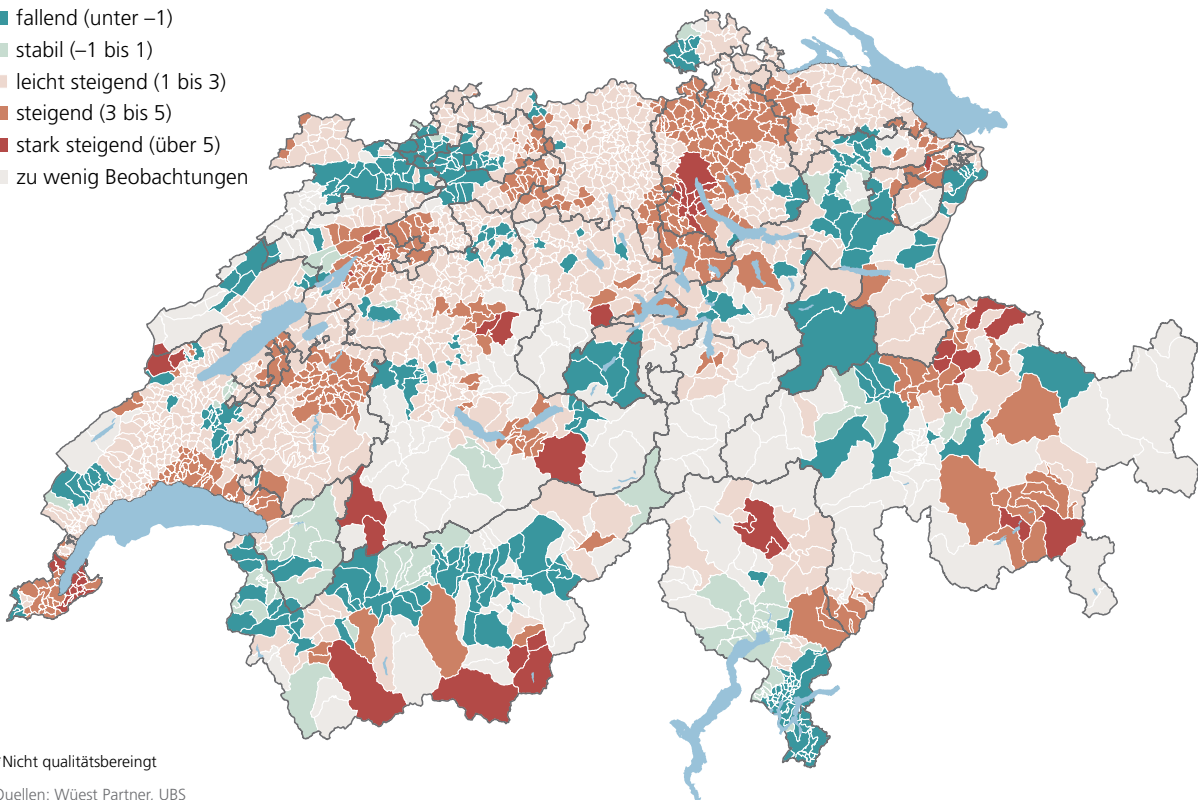 fallend (unter –1)
stabil (–1 bis 1)
leicht steigend (1 bis 3)
steigend (3 bis 5)
stark steigend (über 5)
zu wenig Beobachtungen
*Nicht qualitätsbereingt
Quellen: Wüest Partner, UBS